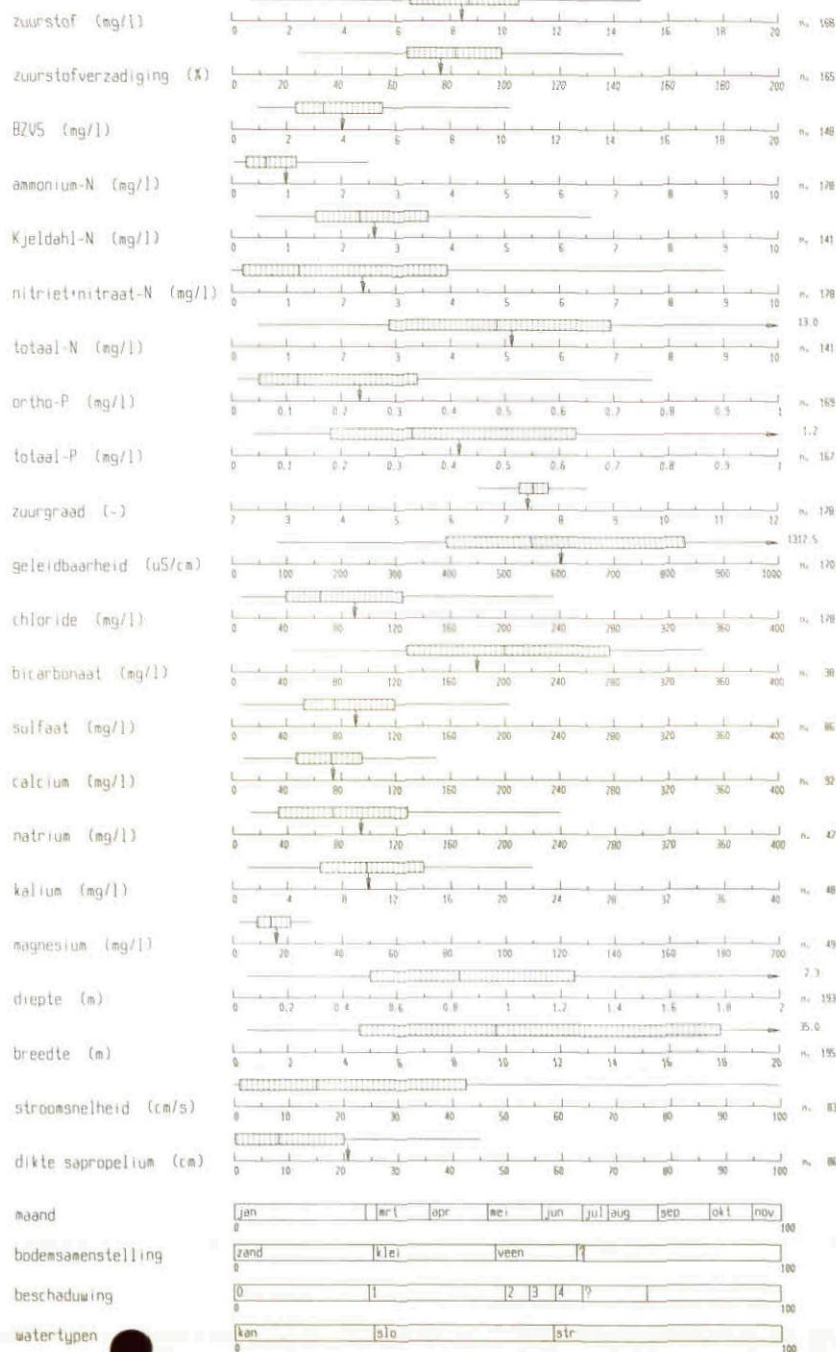 zuurstof (mg/l) 0 2 4 6 8 10 12 14 16 18 20 n= 166
zuurstofverzadiging (%) 0 20 40 60 80 100 120 140 160 180 200 n= 165
BZV5 (mg/l) 0 2 4 6 8 10 12 14 16 18 20 n= 148
ammonium-N (mg/l) 0 1 2 3 4 5 6 7 8 9 10 n= 170
Kjeldahl-N (mg/l) 0 1 2 3 4 5 6 7 8 9 10 n= 141
nitriet+nitraat-N (mg/l) 0 1 2 3 4 5 6 7 8 9 10 n= 170
13.0
totaal-N (mg/l) 0 1 2 3 4 5 6 7 8 9 10 n= 141
ortho-P (mg/l) 0 0.1 0.2 0.3 0.4 0.5 0.6 0.7 0.8 0.9 1 n= 169
1.2
totaal-P (mg/l) 0 0.1 0.2 0.3 0.4 0.5 0.6 0.7 0.8 0.9 1 n= 167
zuurgraad (-) 2 3 4 5 6 7 8 9 10 11 12 n= 170
1317.5
geleidbaarheid (uS/cm) 0 100 200 300 400 500 600 700 800 900 1000 n= 170
chloride (mg/l) 0 40 80 120 160 200 240 280 320 360 400 n= 170
bicarbonaat (mg/l) 0 40 80 120 160 200 240 280 320 360 400 n= 38
sulfaat (mg/l) 0 40 80 120 160 200 240 280 320 360 400 n= 86
calcium (mg/l) 0 40 80 120 160 200 240 280 320 360 400 n= 92
natrium (mg/l) 0 40 80 120 160 200 240 280 320 360 400 n= 47
kalium (mg/l) 0 4 8 12 16 20 24 28 32 36 40 n= 48
magnesium (mg/l) 0 20 40 60 80 100 120 140 160 180 200 n= 49
2.3
diepte (m) 0 0.2 0.4 0.6 0.8 1 1.2 1.4 1.6 1.8 2 n= 193
35.0
breedte (m) 0 2 4 6 8 10 12 14 16 18 20 n= 195
stroomsnelheid (cm/s) 0 10 20 30 40 50 60 70 80 90 100 n= 83
dikte sapropelium (cm) 0 10 20 30 40 50 60 70 80 90 100 n= 86
maand jan mrt apr mei jun jul aug sep okt nov
0 100
bodemsamenstelling zand klei veen ?
0 100
beschaduwing 0 1 2 3 4 ?
0 100
watertypen kan slo str
0 100